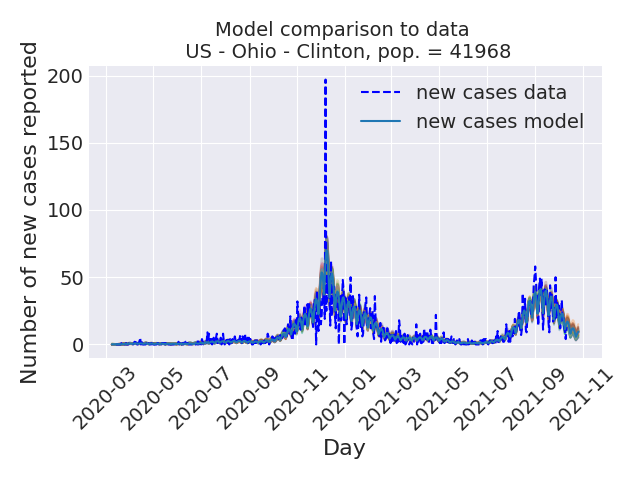 Model comparison to data
US - Ohio - Clinton, pop. = 41968
new cases data
new cases model
Number of new cases reported
200
150
100
50
0
2020-03
2020-05
2020-07
2020-09
2020-11
2021-01
2021-03
2021-05
2021-07
2021-09
2021-11
Day